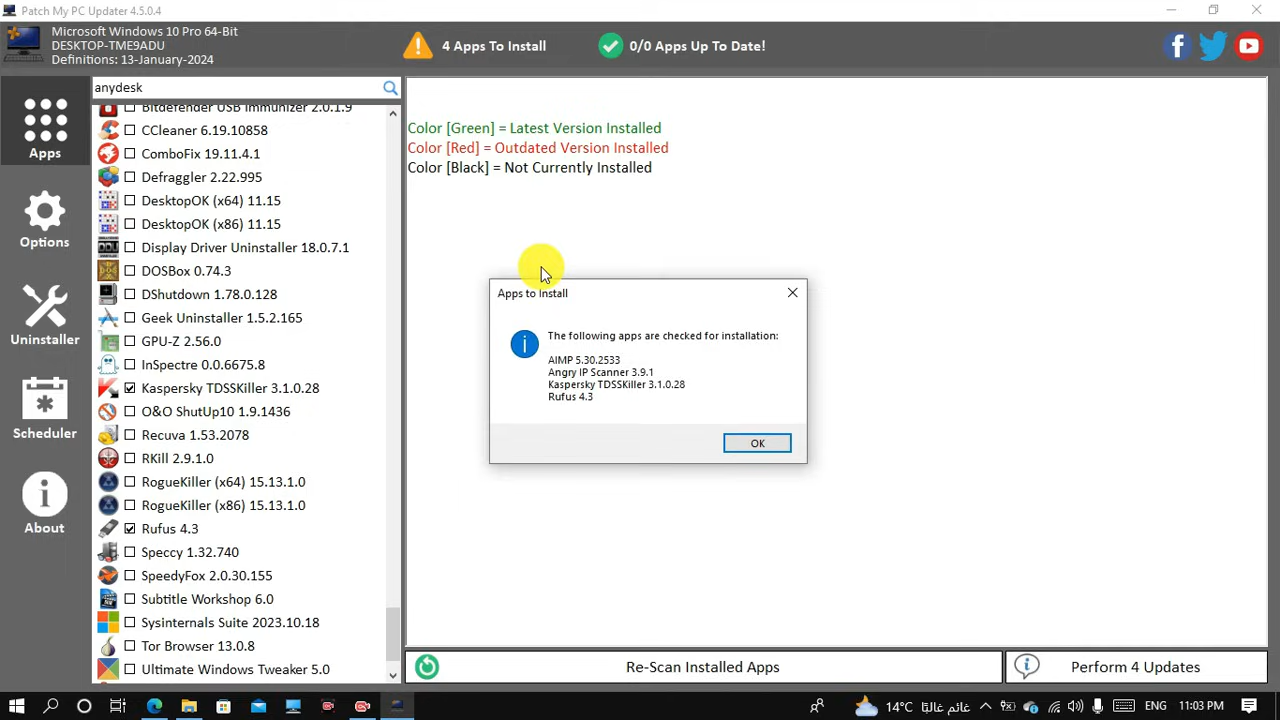 Patch My PC Updater 4.5.0.4
Microsoft Windows 10 Pro 64-Bit
DESKTOP-TME9ADU
Definitions: 13-January-2024
4 Apps To Install
0/0 Apps Up To Date!
anydesk
Apps
Options
Uninstaller
Scheduler
About
Bitdefender USB Immunizer 2.0.1.9
CCleaner 6.19.10858
ComboFix 19.11.4.1
Defraggler 2.22.995
DesktopOK (x64) 11.15
DesktopOK (x86) 11.15
Display Driver Uninstaller 18.0.7.1
DOSBox 0.74.3
DShutdown 1.78.0.128
Geek Uninstaller 1.5.2.165
GPU-Z 2.56.0
InSpectre 0.0.6675.8
Kaspersky TDSSKiller 3.1.0.28
O&O ShutUp10 1.9.1436
Recuva 1.53.2078
RKill 2.9.1.0
RogueKiller (x64) 15.13.1.0
RogueKiller (x86) 15.13.1.0
Rufus 4.3
Speccy 1.32.740
SpeedyFox 2.0.30.155
Subtitle Workshop 6.0
Sysinternals Suite 2023.10.18
Tor Browser 13.0.8
Ultimate Windows Tweaker 5.0
Color [Green] = Latest Version Installed
Color [Red] = Outdated Version Installed
Color [Black] = Not Currently Installed
Apps to Install
The following apps are checked for installation:
AIMP 5.30.2533
Angry IP Scanner 3.9.1
Kaspersky TDSSKiller 3.1.0.28
Rufus 4.3
OK
Re-Scan Installed Apps
Perform 4 Updates
14°C غائم غالبًا
ENG
11:03 PM